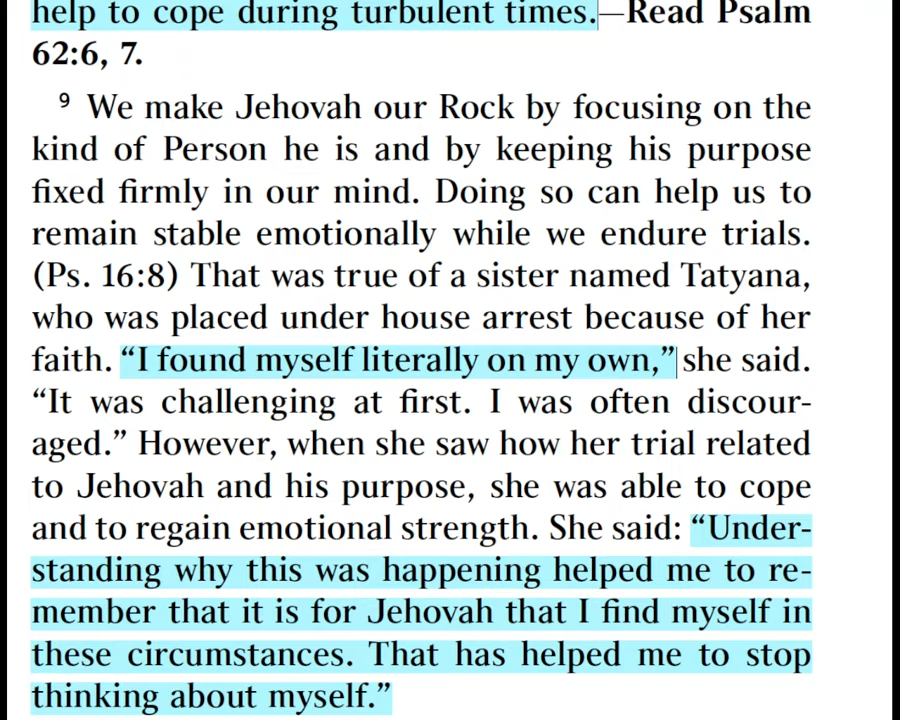 help to cope during turbulent times.—Read Psalm
62:6, 7.
9 We make Jehovah our Rock by focusing on the
kind of Person he is and by keeping his purpose
fixed firmly in our mind. Doing so can help us to
remain stable emotionally while we endure trials.
(Ps. 16:8) That was true of a sister named Tatyana,
who was placed under house arrest because of her
faith. “I found myself literally on my own,” she said.
“It was challenging at first. I was often discour-
aged.” However, when she saw how her trial related
to Jehovah and his purpose, she was able to cope
and to regain emotional strength. She said: “Under-
standing why this was happening helped me to re-
member that it is for Jehovah that I find myself in
these circumstances. That has helped me to stop
thinking about myself.”